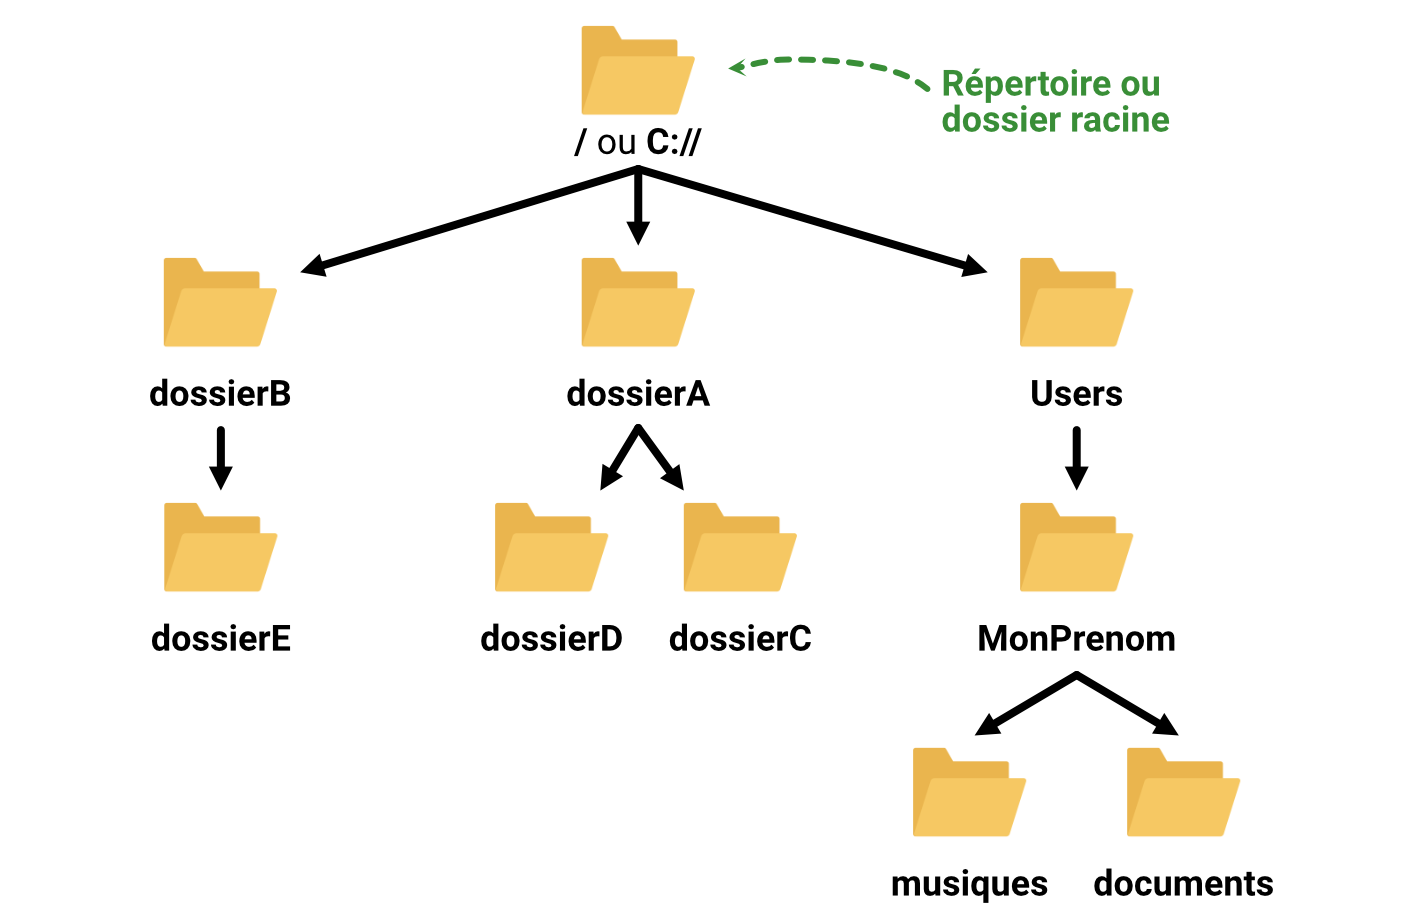 Répertoire ou
dossier racine
/ ou C://
dossierB
dossierA
Users
dossierE
dossierD
dossierC
MonPrenom
musiques
documents